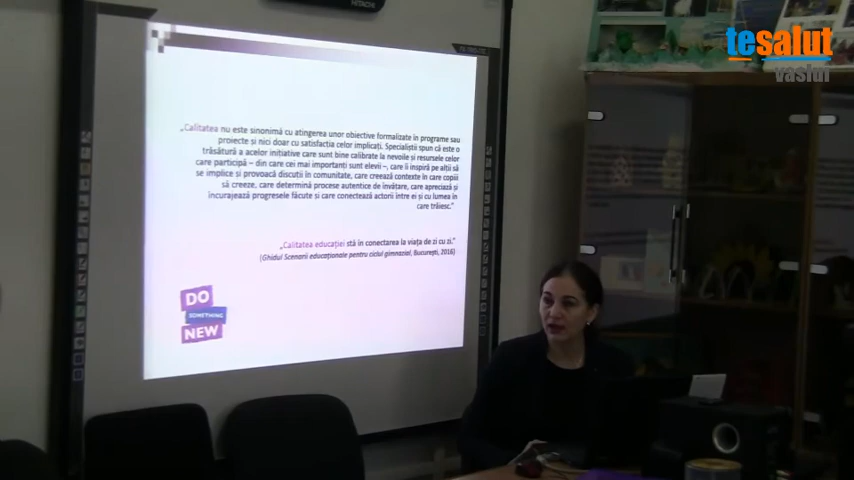 HITACHI
tesalut
vaslui
„Calitatea nu este sinonimă cu atingerea unor obiective formalizate în programe sau
proiecte și nici doar cu satisfacția celor implicați. Specialiștii spun că este o
trăsătură a acelor inițiative care sunt bine calibrate la nevoile și resursele celor
care participă – din care cei mai importanți sunt elevii –, care îi inspiră pe alții să
se implice și provoacă discuții în comunitate, care creează contexte în care copiii
să creeze, care determină procese autentice de învățare, care apreciază și
încurajează progresele făcute și care conectează actorii între ei și cu lumea în
care trăiesc.”
„Calitatea educației stă în conectarea la viața de zi cu zi.”
(Ghidul Scenarii educaționale pentru ciclul gimnazial, București, 2016)
DO
SOMETHING
NEW